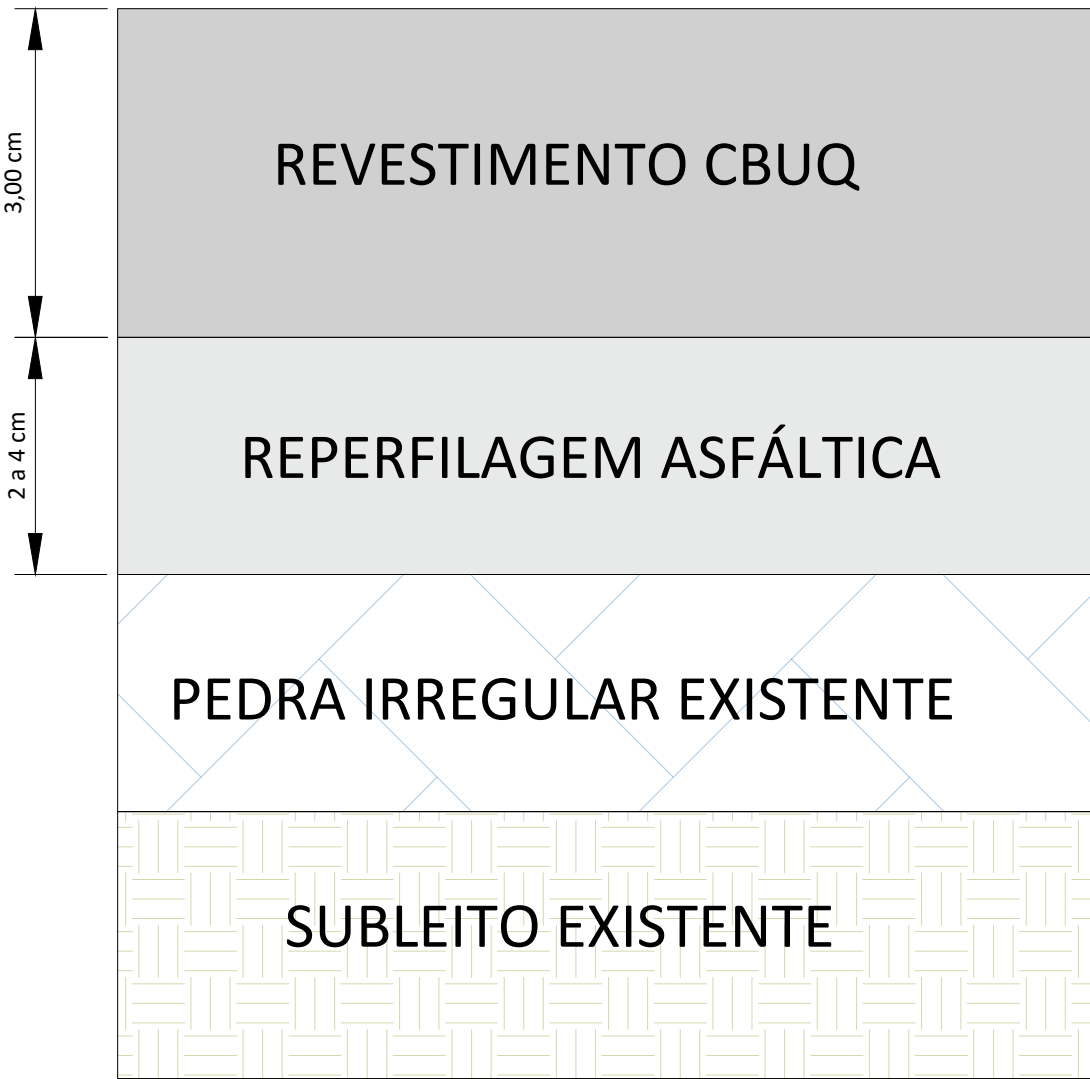 3,00 cm
REVESTIMENTO CBUQ
2 a 4 cm
REPERFILAGEM ASFÁLTICA
PEDRA IRREGULAR EXISTENTE
SUBLEITO EXISTENTE